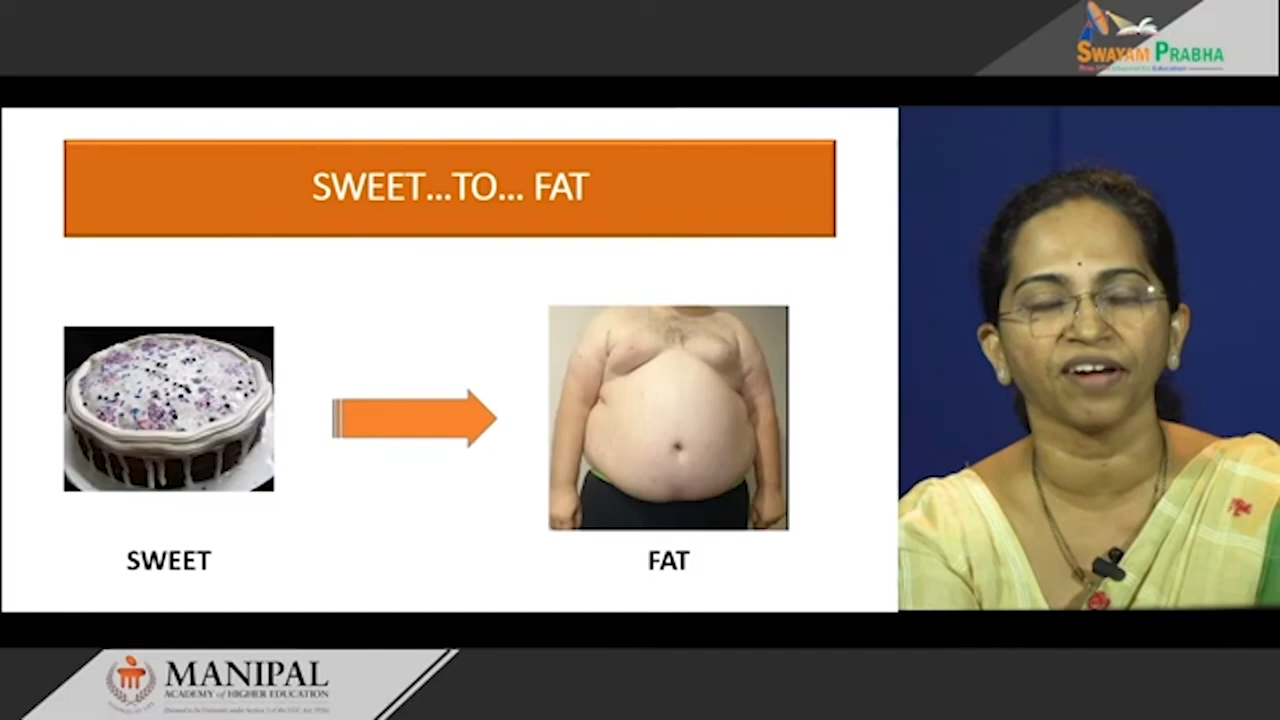 SWAYAM PRABHA
SWEET...TO... FAT
SWEET
FAT
MANIPAL
ACADEMY of HIGHER EDUCATION